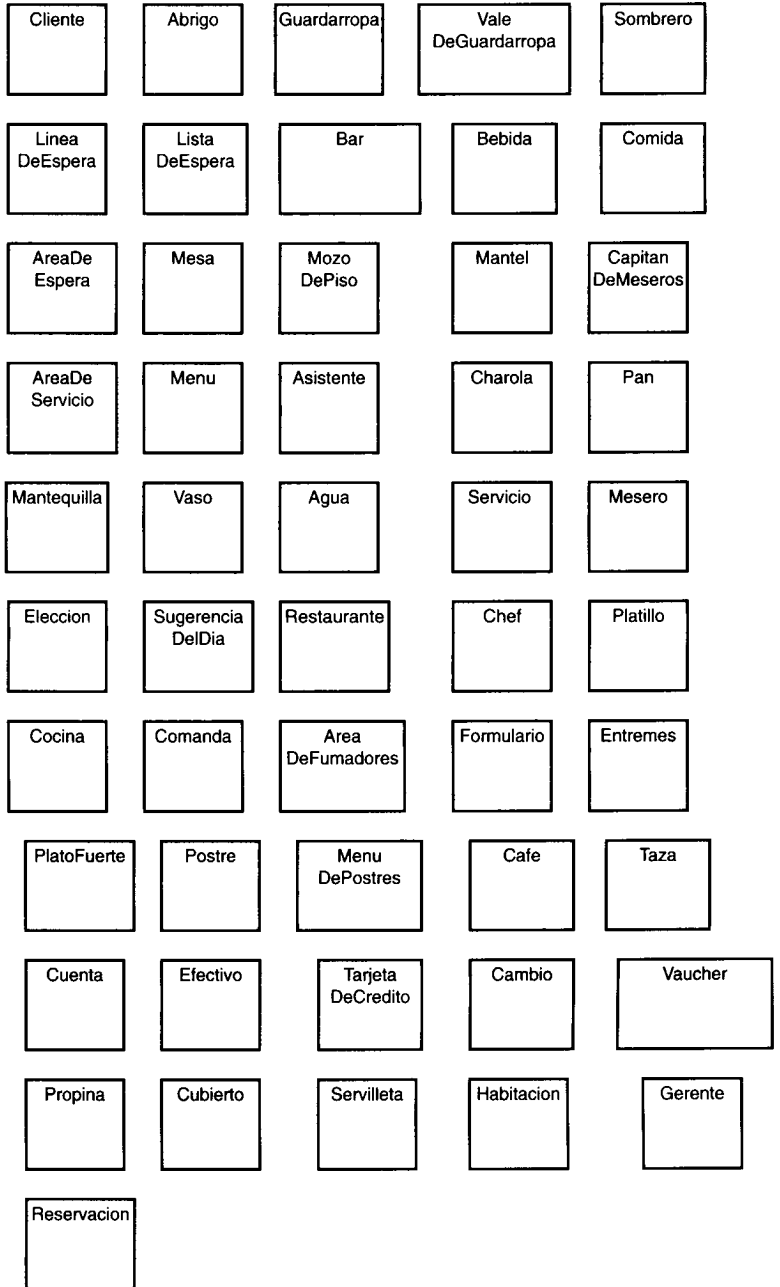 Cliente
Abrigo
Guardarropa
Vale
DeGuardarropa
Sombrero
Linea
DeEspera
Lista
DeEspera
Bar
Bebida
Comida
AreaDe
Espera
Mesa
Mozo
DePiso
Mantel
Capitan
DeMeseros
AreaDe
Servicio
Menu
Asistente
Charola
Pan
Mantequilla
Vaso
Agua
Servicio
Mesero
Eleccion
Sugerencia
DelDia
Restaurante
Chef
Platillo
Cocina
Comanda
Area
DeFumadores
Formulario
Entremes
PlatoFuerte
Postre
Menu
DePostres
Cafe
Taza
Cuenta
Efectivo
Tarjeta
DeCredito
Cambio
Vaucher
Propina
Cubierto
Servilleta
Habitacion
Gerente
Reservacion